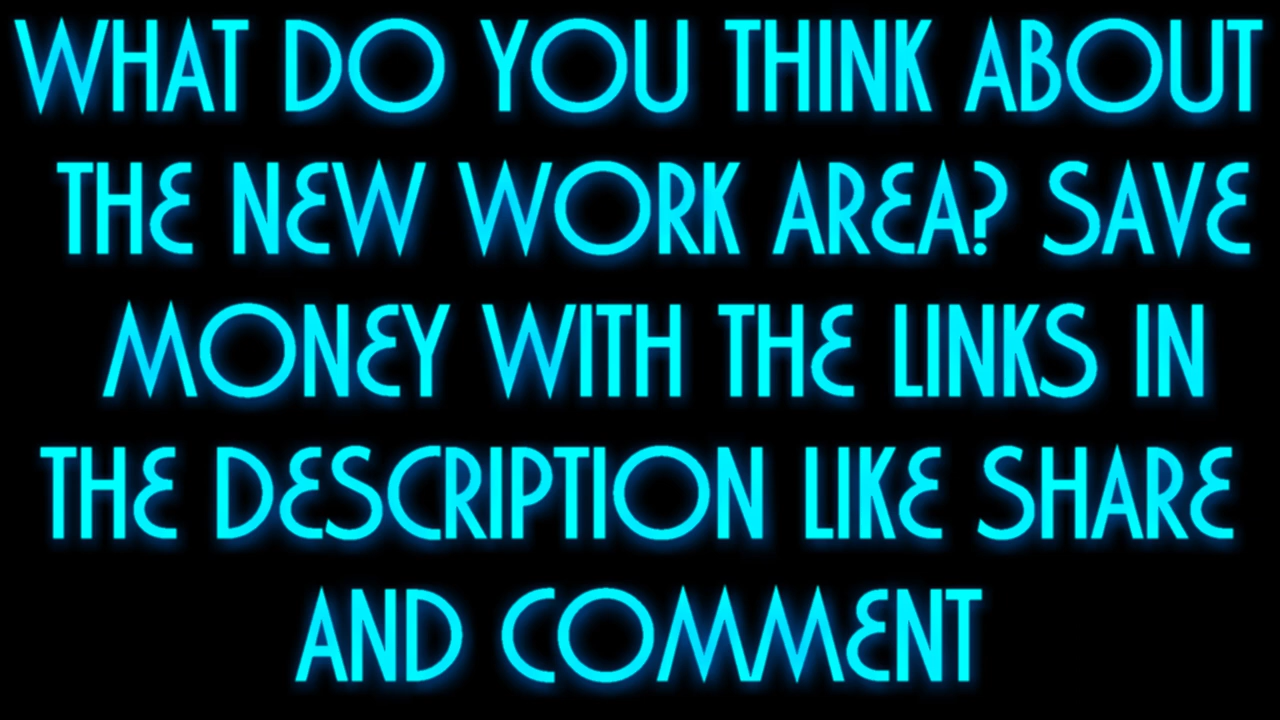 WHAT DO YOU THINK ABOUT
THE NEW WORK AREA? SAVE
MONEY WITH THE LINKS IN
THE DESCRIPTION LIKE SHARE
AND COMMENT